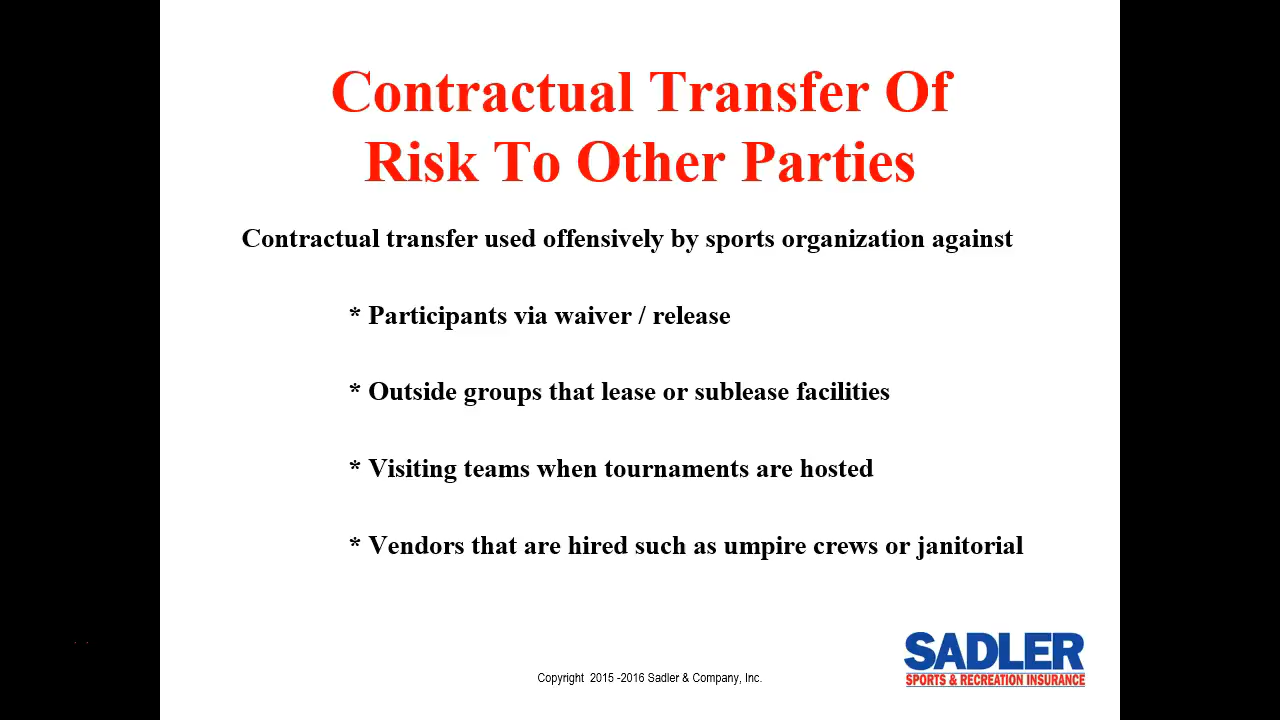 Contractual Transfer Of
Risk To Other Parties
Contractual transfer used offensively by sports organization against
* Participants via waiver / release
* Outside groups that lease or sublease facilities
* Visiting teams when tournaments are hosted
* Vendors that are hired such as umpire crews or janitorial
SADLER
SPORTS & RECREATION INSURANCE
Copyright 2015 -2016 Sadler & Company, Inc.